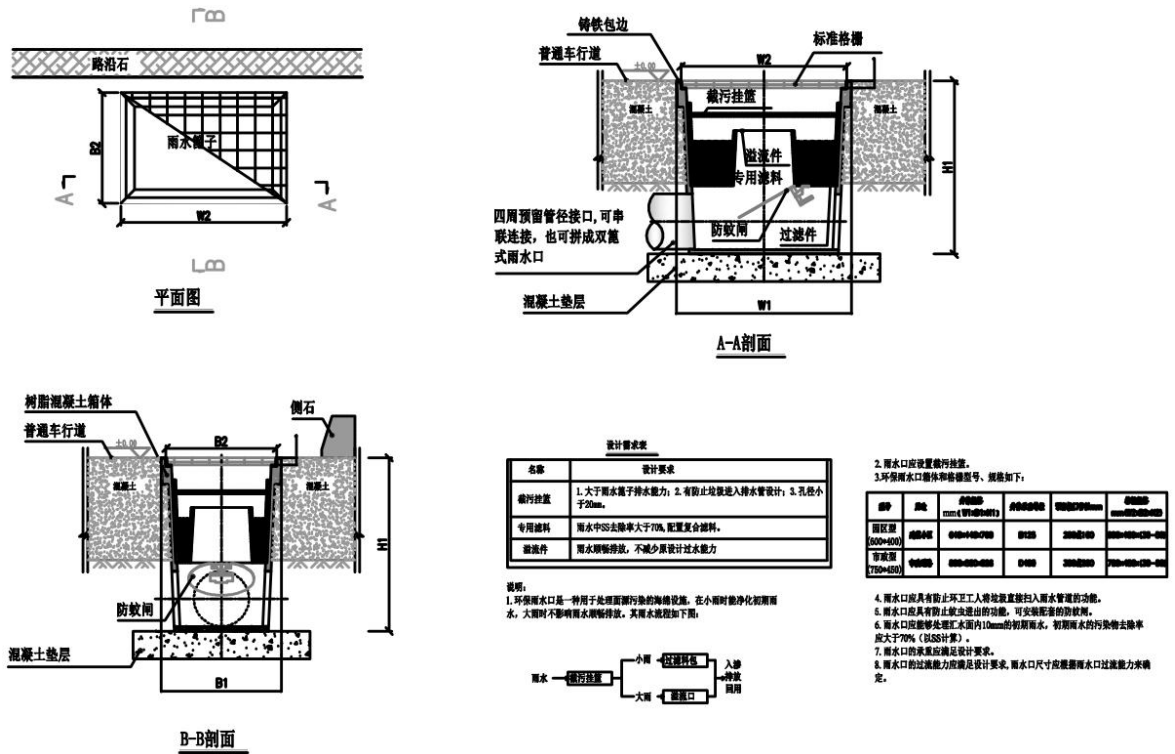 B
路沿石
B2
雨水篦子
A
A
W2
B
平面图
铸铁包边
标准格栅
普通车行道
±0.00
W2
混凝土
截污挂篮
混凝土
溢流件
专用滤料
H1
四周预留管径接口,可串
联连接，也可拼成双篦
式雨水口
防蚊闸
过滤件
混凝土垫层
W1
A-A剖面
树脂混凝土箱体
侧石
普通车行道
±0.00
B2
混凝土
混凝土
H1
防蚊闸
混凝土垫层
B1
B-B剖面
设计需求表
名称 设计要求
截污挂篮 1.大于雨水篦子排水能力；2.有防止垃圾进入排水管设计；3.孔径小
于20mm。
专用滤料 雨水中SS去除率大于70%,配置复合滤料。
溢流件 雨水顺畅排放，不减少原设计过水能力
说明：
1.环保雨水口是一种用于处理面源污染的海绵设施，在小雨时能净化初期雨
水，大雨时不影响雨水顺畅排放。其雨水流程如下图：
雨水 截污挂篮 小雨 过滤料包 入渗
排放
回用
大雨 溢流口
2.雨水口应设置截污挂篮。
3.环保雨水口箱体和格栅型号、规格如下：
园区型
(600*400)
市政型
(750*450)
4.雨水口应具有防止环卫工人将垃圾直接扫入雨水管道的功能。
5.雨水口应具有防止蚊虫进出的功能，可安装配套的防蚊闸。
6.雨水口应能够处理汇水面内10mm的初期雨水，初期雨水的污染物去除率
应大于70%（以SS计算）。
7.雨水口的承重应满足设计要求。
8.雨水口的过流能力应满足设计要求,雨水口尺寸应根据雨水口过流能力来确
定。